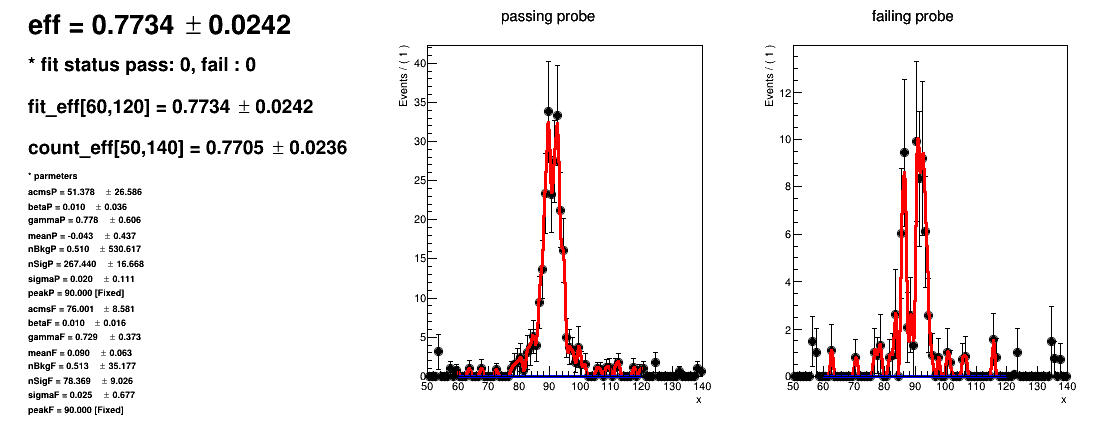 eff = 0.7734 ± 0.0242
* fit status pass: 0, fail : 0
fit_eff[60,120] = 0.7734 ± 0.0242
count_eff[50,140] = 0.7705 ± 0.0236
* parmeters
acmsP = 51.378 ± 26.586
betaP = 0.010 ± 0.036
gammaP = 0.778 ± 0.606
meanP = -0.043 ± 0.437
nBkgP = 0.510 ± 530.617
nSigP = 267.440 ± 16.668
sigmaP = 0.020 ± 0.111
peakP = 90.000 [Fixed]
acmsF = 76.001 ± 8.581
betaF = 0.010 ± 0.016
gammaF = 0.729 ± 0.373
meanF = 0.090 ± 0.063
nBkgF = 0.513 ± 35.177
nSigF = 78.369 ± 9.026
sigmaF = 0.025 ± 0.677
peakF = 90.000 [Fixed]
passing probe
Events / ( 1 )
40
35
30
25
20
15
10
5
0
50 60 70 80 90 100 110 120 130 140
x
failing probe
Events / ( 1 )
12
10
8
6
4
2
0
50 60 70 80 90 100 110 120 130 140
x